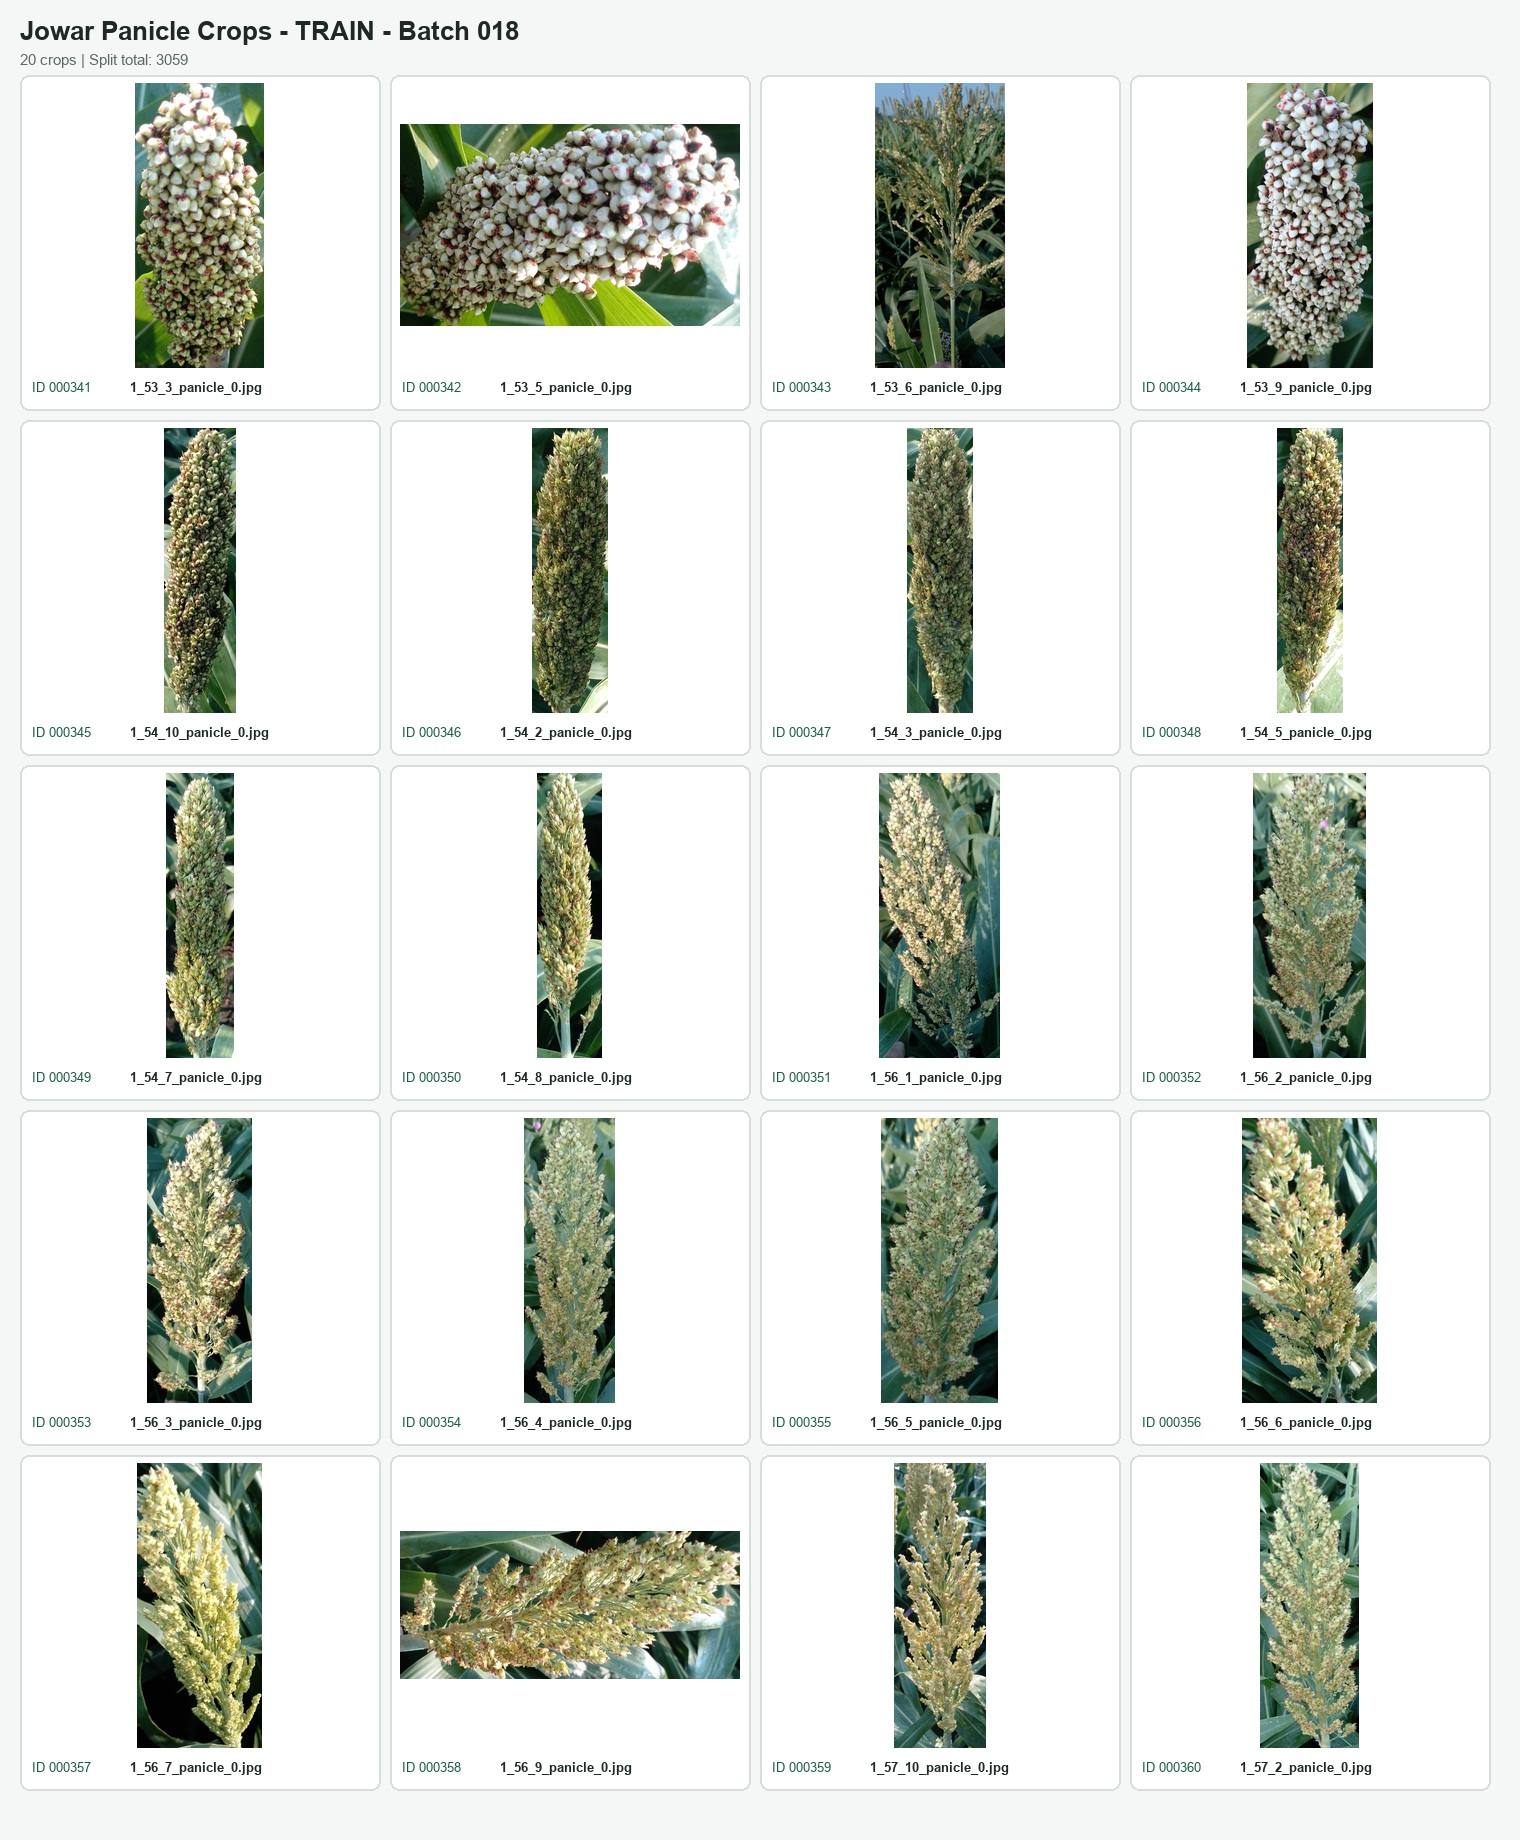 Jowar Panicle Crops - TRAIN - Batch 018
20 crops | Split total: 3059
ID 000341 1_53_3_panicle_0.jpg
ID 000342 1_53_5_panicle_0.jpg
ID 000343 1_53_6_panicle_0.jpg
ID 000344 1_53_9_panicle_0.jpg
ID 000345 1_54_10_panicle_0.jpg
ID 000346 1_54_2_panicle_0.jpg
ID 000347 1_54_3_panicle_0.jpg
ID 000348 1_54_5_panicle_0.jpg
ID 000349 1_54_7_panicle_0.jpg
ID 000350 1_54_8_panicle_0.jpg
ID 000351 1_56_1_panicle_0.jpg
ID 000352 1_56_2_panicle_0.jpg
ID 000353 1_56_3_panicle_0.jpg
ID 000354 1_56_4_panicle_0.jpg
ID 000355 1_56_5_panicle_0.jpg
ID 000356 1_56_6_panicle_0.jpg
ID 000357 1_56_7_panicle_0.jpg
ID 000358 1_56_9_panicle_0.jpg
ID 000359 1_57_10_panicle_0.jpg
ID 000360 1_57_2_panicle_0.jpg